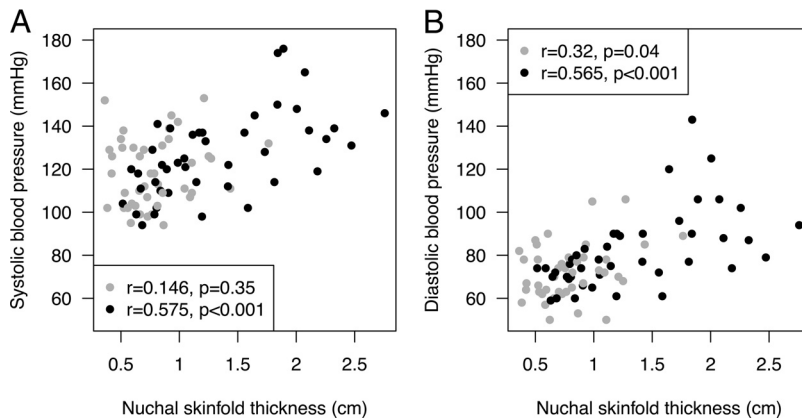 A
B
Systolic blood pressure (mmHg)
180
160
140
120
100
80
60
r=0.146, p=0.35
r=0.575, p<0.001
0.5 1 1.5 2 2.5
Nuchal skinfold thickness (cm)
Diastolic blood pressure (mmHg)
180
160
140
120
100
80
60
r=0.32, p=0.04
r=0.565, p<0.001
0.5 1 1.5 2 2.5
Nuchal skinfold thickness (cm)